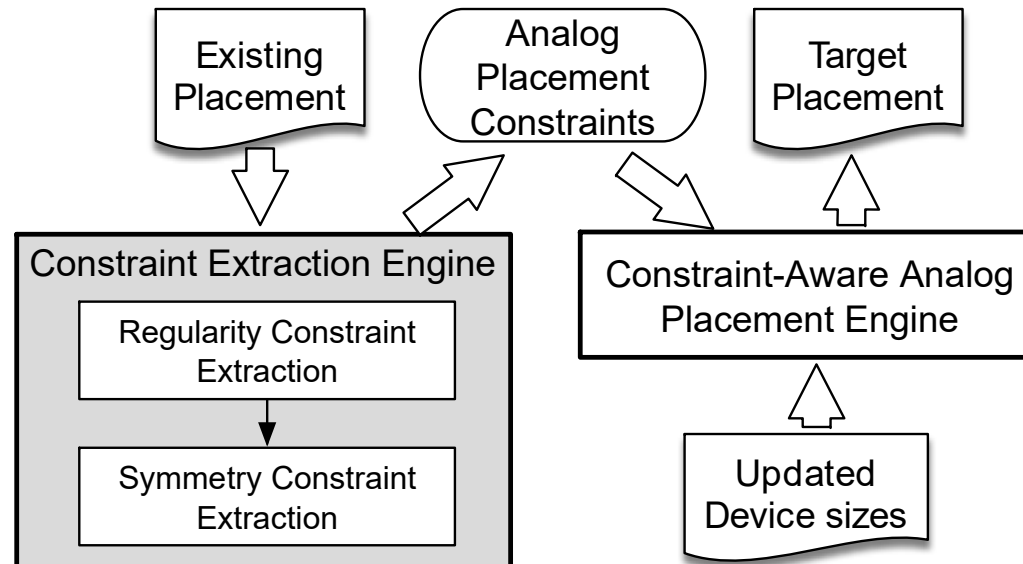 Existing
Placement
Analog
Placement
Constraints
Target
Placement
Constraint Extraction Engine
Regularity Constraint
Extraction
Symmetry Constraint
Extraction
Constraint-Aware Analog
Placement Engine
Updated
Device sizes